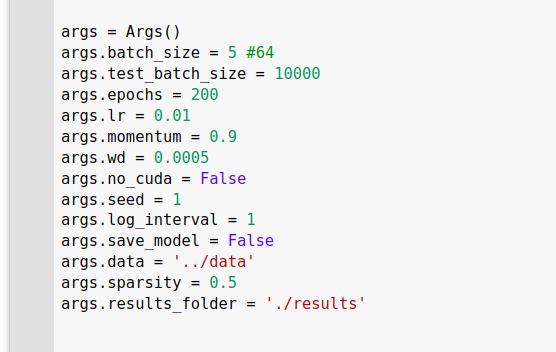 args = Args()
args.batch_size = 5 #64
args.test_batch_size = 10000
args.epochs = 200
args.lr = 0.01
args.momentum = 0.9
args.wd = 0.0005
args.no_cuda = False
args.seed = 1
args.log_interval = 1
args.save_model = False
args.data = '../data'
args.sparsity = 0.5
args.results_folder = './results'